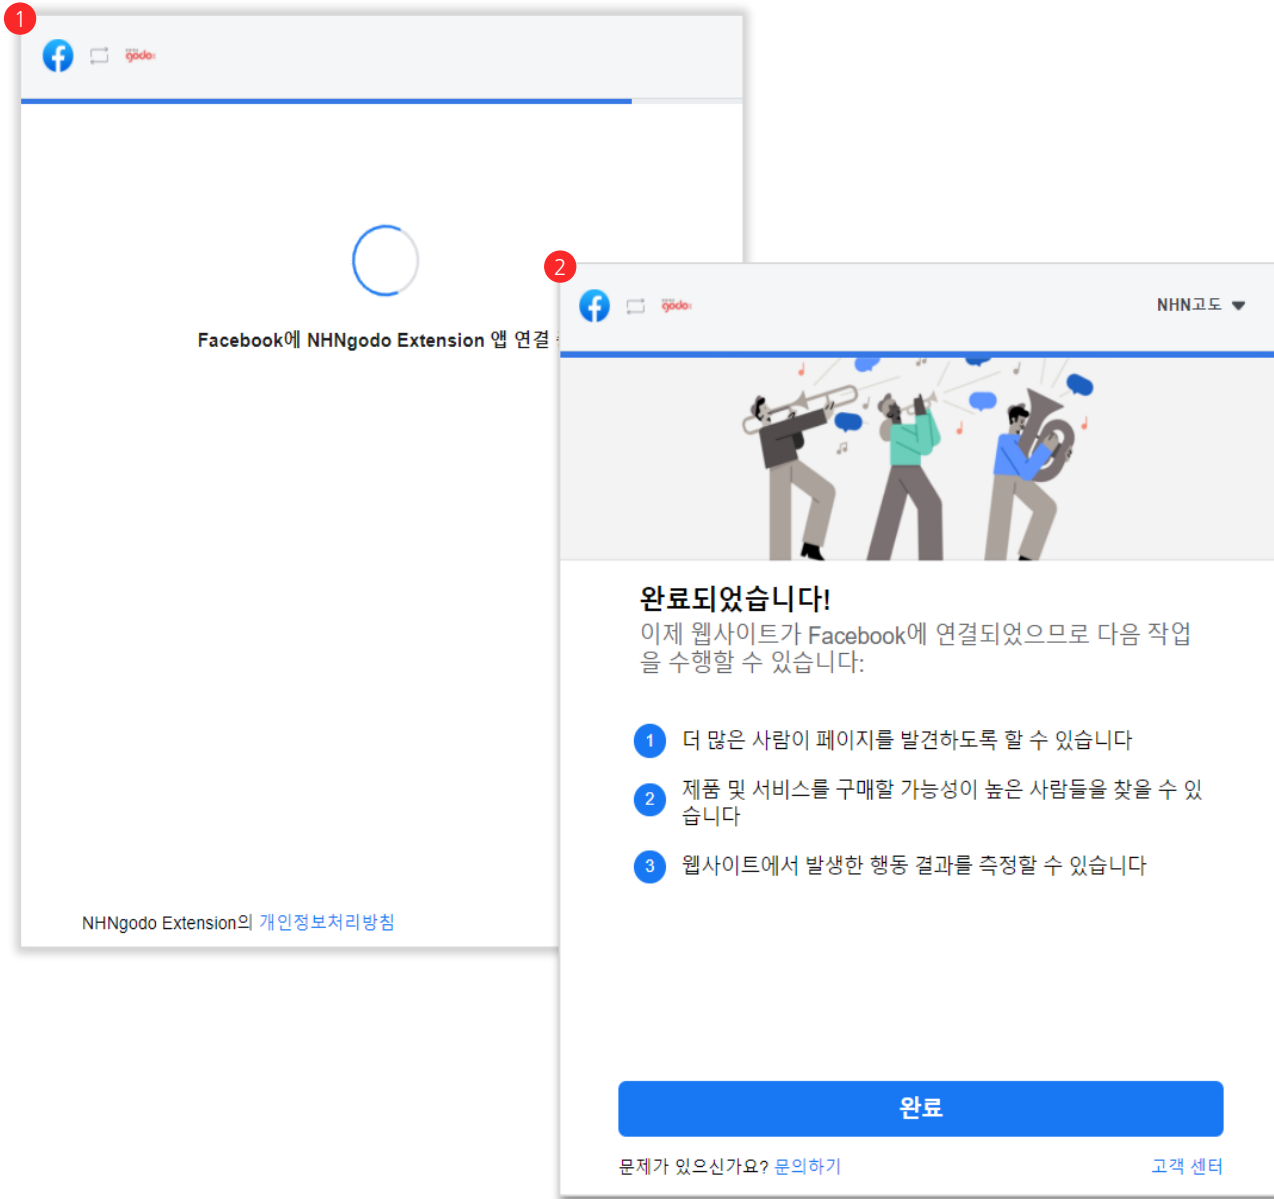 1
godo:
Facebook에 NHNgodo Extension 앱 연결
NHNgodo Extension의 개인정보처리방침
2
godo:
NHN고도
완료되었습니다!
이제 웹사이트가 Facebook에 연결되었으므로 다음 작업
을 수행할 수 있습니다:
1 더 많은 사람이 페이지를 발견하도록 할 수 있습니다
2 제품 및 서비스를 구매할 가능성이 높은 사람들을 찾을 수 있
습니다
3 웹사이트에서 발생한 행동 결과를 측정할 수 있습니다
완료
문제가 있으신가요? 문의하기
고객 센터